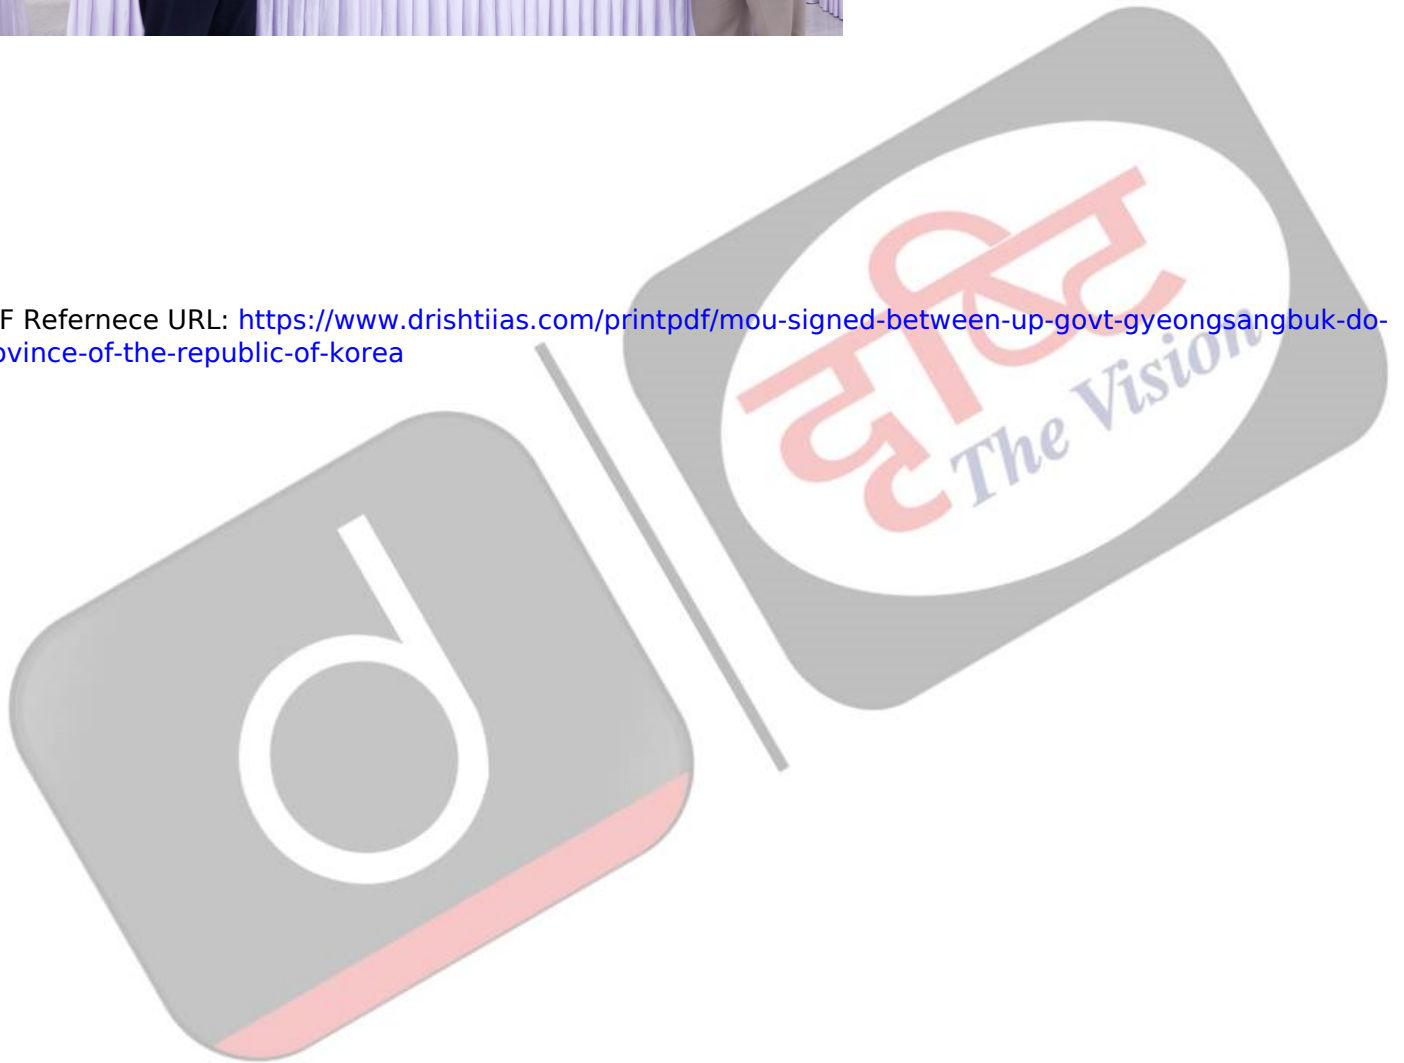 F Refernece URL: https://www.drishtiias.com/printpdf/mou-signed-between-up-govt-gyeongsangbuk-do-
ovince-of-the-republic-of-korea
दृष्टि
The Vision
d